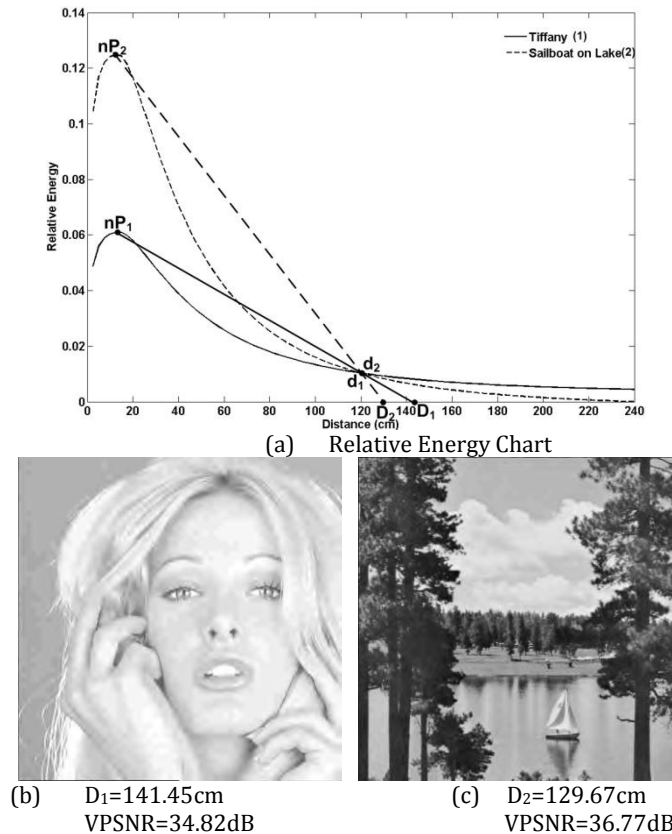 0.14
nP2
Tiffany (1)
Sailboat on Lake(2)
0.12
0.1
0.08
Relative Energy
nP1
0.06
0.04
0.02
d2
d1
0
0 20 40 60 80 100 120 140 160 180 200 220 240
D2 D1
Distance (cm)
(a) Relative Energy Chart
(b) D1=141.45cm (c) D2=129.67cm
VPSNR=34.82dB VPSNR=36.77dB